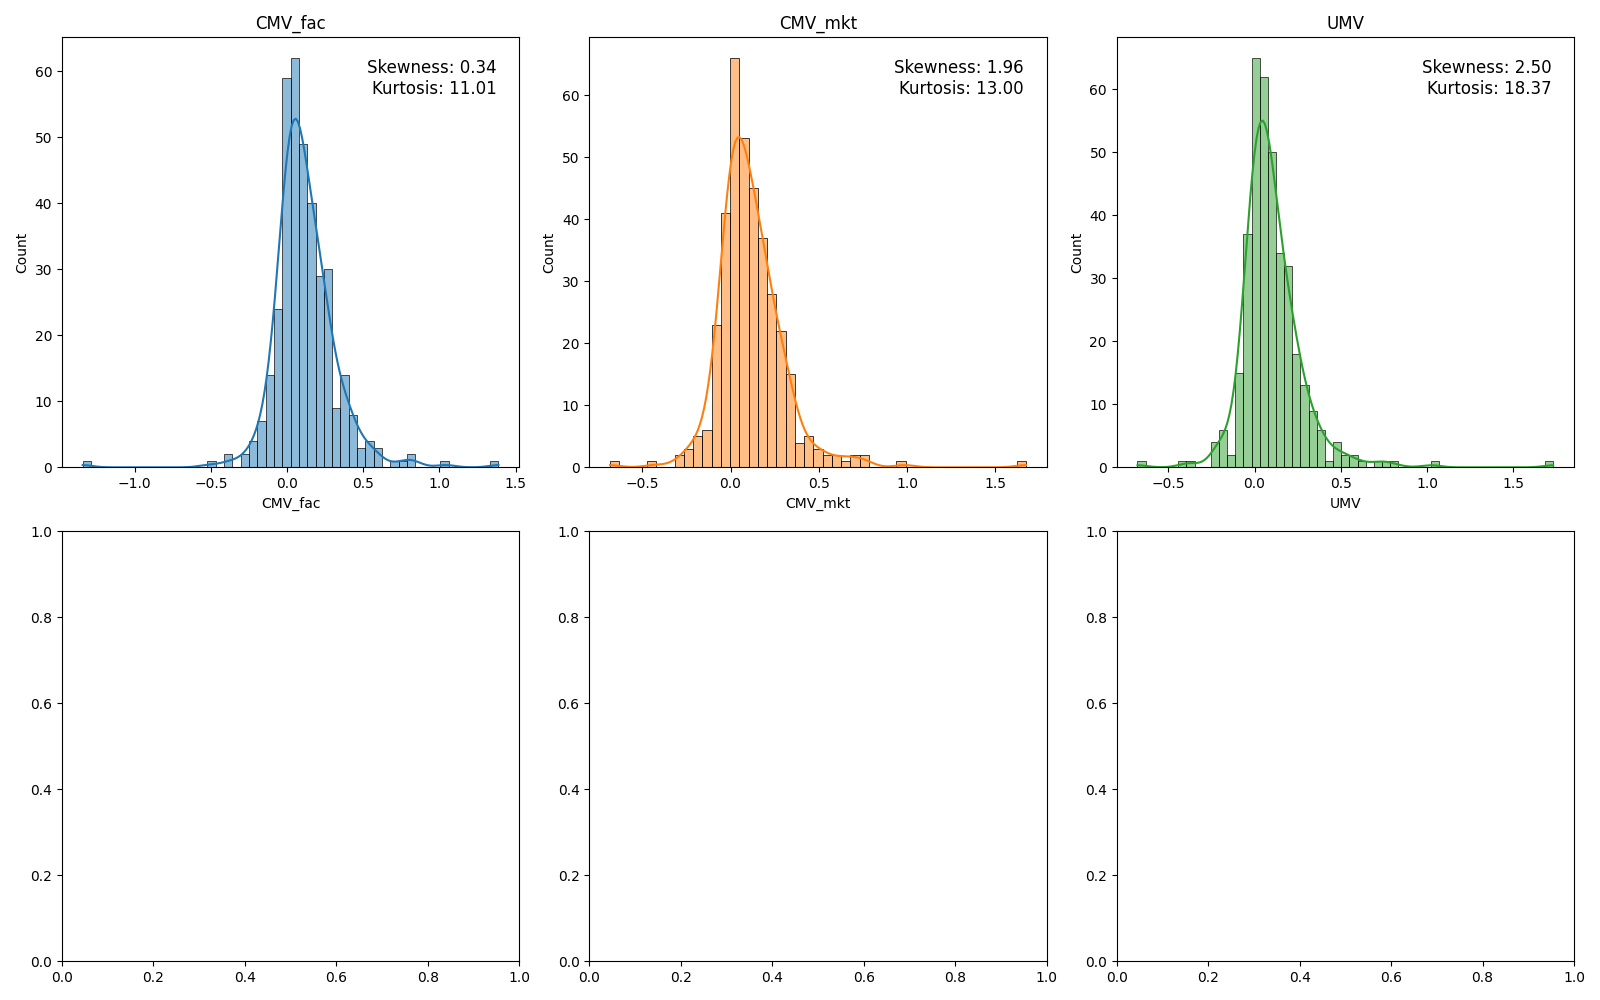 CMV_fac
Skewness: 0.34
Kurtosis: 11.01
Count
60
50
40
30
20
10
0
−1.0 −0.5 0.0 0.5 1.0 1.5
CMV_fac
CMV_mkt
Skewness: 1.96
Kurtosis: 13.00
Count
60
50
40
30
20
10
0
−0.5 0.0 0.5 1.0 1.5
CMV_mkt
UMV
Skewness: 2.50
Kurtosis: 18.37
Count
60
50
40
30
20
10
0
−0.5 0.0 0.5 1.0 1.5
UMV
1.0
0.8
0.6
0.4
0.2
0.0
0.0 0.2 0.4 0.6 0.8 1.0
1.0
0.8
0.6
0.4
0.2
0.0
0.0 0.2 0.4 0.6 0.8 1.0
1.0
0.8
0.6
0.4
0.2
0.0
0.0 0.2 0.4 0.6 0.8 1.0